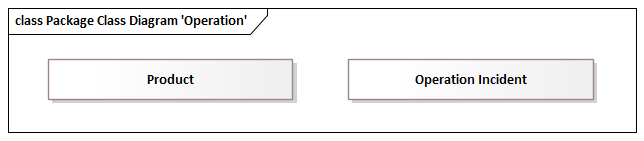 class Package Class Diagram 'Operation'
Product
Operation Incident